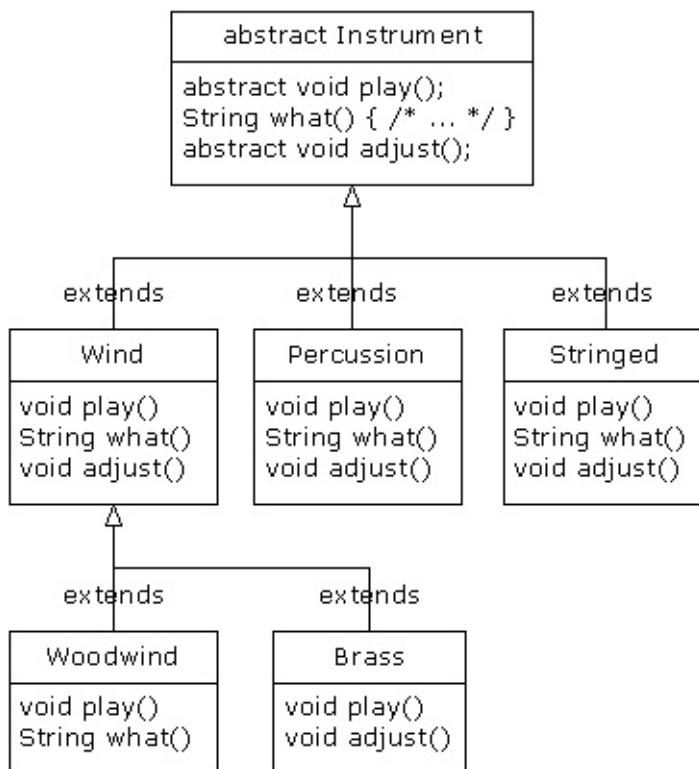 abstract Instrument
abstract void play();
String what() { /* ... */ }
abstract void adjust();
extends
extends
extends
Wind
void play()
String what()
void adjust()
Percussion
void play()
String what()
void adjust()
Stringed
void play()
String what()
void adjust()
extends
extends
Woodwind
void play()
String what()
Brass
void play()
void adjust()